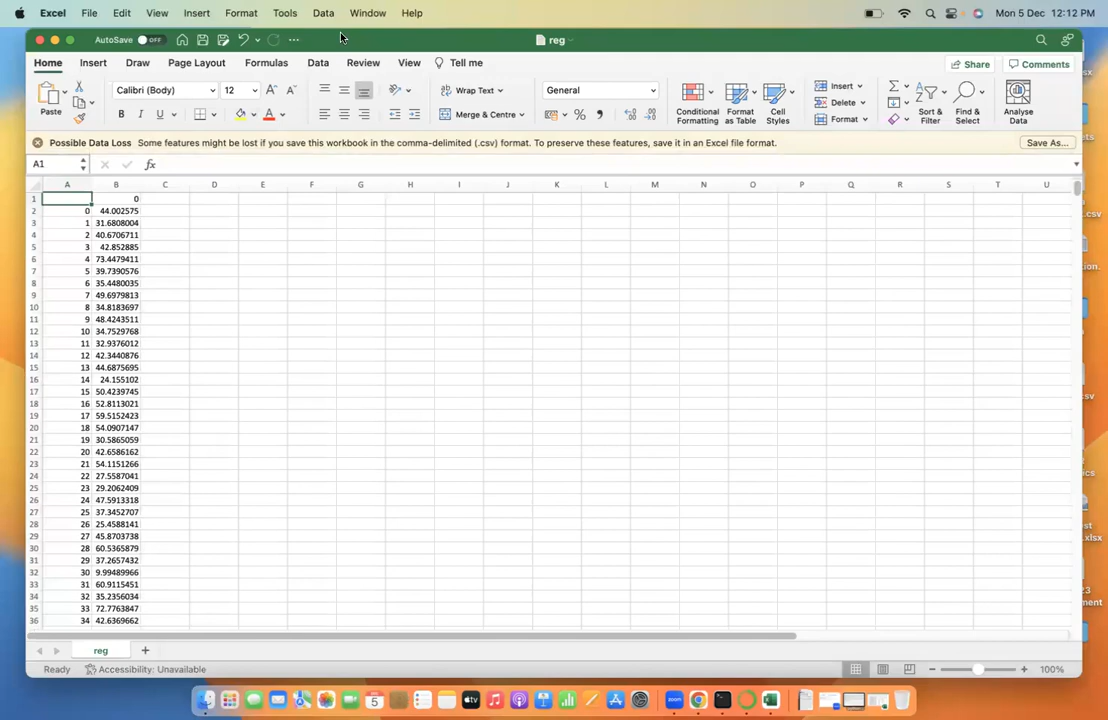 Excel File Edit View Insert Format Tools Data Window Help Mon 5 Dec 12:12 PM
AutoSave OFF reg
Home Insert Draw Page Layout Formulas Data Review View Tell me Share Comments
Paste Calibri (Body) 12 Wrap Text General Conditional Formatting Format as Table Cell Styles Insert Sort & Filter Find & Select Analyse Data
B I U A Merge & Centre % Delete
Format
Possible Data Loss Some features might be lost if you save this workbook in the comma-delimited (.csv) format. To preserve these features, save it in an Excel file format. Save As...
A1 fx
A B C D E F G H I J K L M N O P Q R S T U
1 0
2 0 44.002575
3 1 31.6808004
4 2 40.6706711
5 3 42.852885
6 4 73.4479411
7 5 39.7390576
8 6 35.4480035
9 7 49.6979813
10 8 34.8183697
11 9 48.4243511
12 10 34.7529768
13 11 32.9376012
14 12 42.3440876
15 13 44.6875695
16 14 24.155102
17 15 50.4239745
18 16 52.8113021
19 17 59.5152423
20 18 54.0907147
21 19 30.5865059
22 20 42.6586162
23 21 54.1151266
24 22 27.5587041
25 23 29.2062409
26 24 47.5913318
27 25 37.3452707
28 26 25.4588141
29 27 45.8703738
30 28 60.5365879
31 29 37.2657432
32 30 9.99489966
33 31 60.9115451
34 32 35.2356034
35 33 72.7763847
36 34 42.6369662
reg
Ready Accessibility: Unavailable 100%